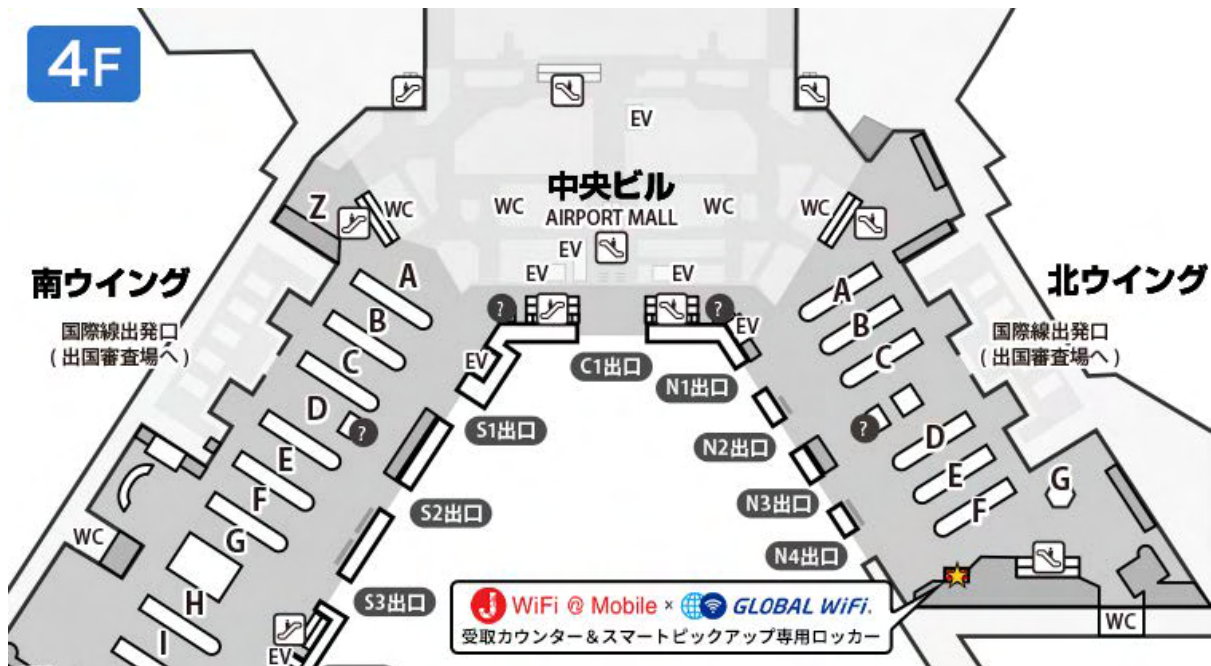 4F
EV
中央ビル
AIRPORT MALL
WC
WC
WC
WC
Z
EV
EV
EV
南ウイング
国際線出発口
(出国審査場へ)
北ウイング
国際線出発口
(出国審査場へ)
A
B
C
D
E
F
G
H
I
A
B
C
D
E
F
G
?
?
?
?
EV
EV
C1出口
N1出口
S1出口
N2出口
S2出口
N3出口
N4出口
S3出口
WC
WC
EV
J WiFi @ Mobile × GLOBAL WiFi.
受取カウンター&スマートピックアップ専用ロッカー